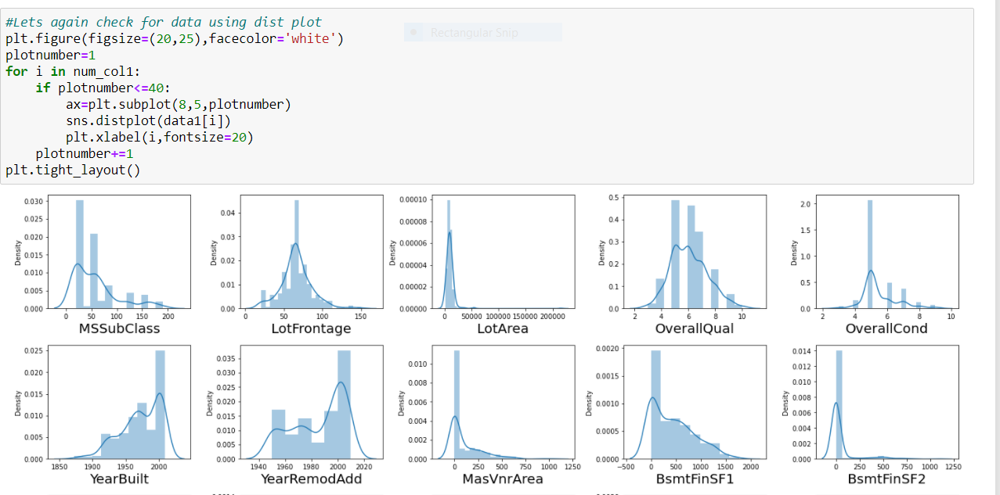 #Lets again check for data using dist plot
plt.figure(figsize=(20,25),facecolor='white')
Rectangular Snip
plotnumber=1
for i in num_col1:
    if plotnumber<=40:
        ax=plt.subplot(8,5,plotnumber)
        sns.distplot(data1[i])
        plt.xlabel(i,fontsize=20)
    plotnumber+=1
plt.tight_layout()
0.030
0.025
0.020
0.015
0.010
0.005
0.000
Density
0 50 100 150 200
MSSubClass
0.04
0.03
0.02
0.01
0.00
Density
0 50 100 150
LotFrontage
0.00010
0.00008
0.00006
0.00004
0.00002
0.00000
Density
0 50000 100000 150000 200000
LotArea
0.5
0.4
0.3
0.2
0.1
0.0
Density
2 4 6 8 10
OverallQual
2.0
1.5
1.0
0.5
0.0
Density
2 4 6 8 10
OverallCond
0.025
0.020
0.015
0.010
0.005
0.000
Density
1850 1900 1950 2000
YearBuilt
0.035
0.030
0.025
0.020
0.015
0.010
0.005
0.000
Density
1940 1960 1980 2000 2020
YearRemodAdd
0.010
0.008
0.006
0.004
0.002
0.000
Density
0 250 500 750 1000 1250
MasVnrArea
0.0020
0.0015
0.0010
0.0005
0.0000
Density
−500 0 500 1000 1500 2000
BsmtFinSF1
0.014
0.012
0.010
0.008
0.006
0.004
0.002
0.000
Density
0 250 500 750 1000 1250
BsmtFinSF2